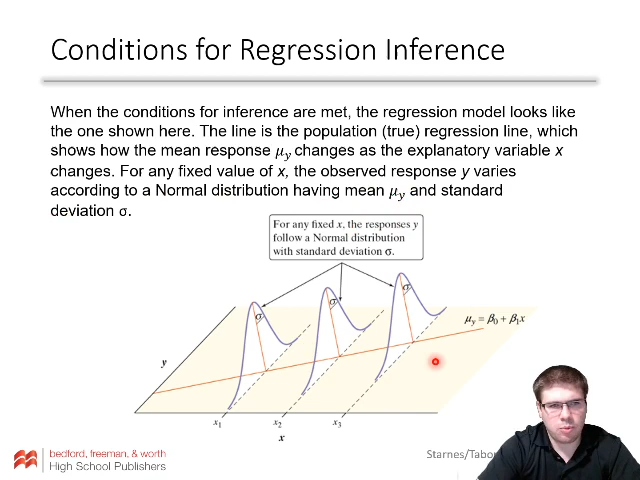 Conditions for Regression Inference
When the conditions for inference are met, the regression model looks like
the one shown here. The line is the population (true) regression line, which
shows how the mean response μy changes as the explanatory variable x
changes. For any fixed value of x, the observed response y varies
according to a Normal distribution having mean μy and standard
deviation σ.
For any fixed x, the responses y
follow a Normal distribution
with standard deviation σ.
σ
σ
σ
μy = β0 + β1x
y
x1
x2
x3
x
bedford, freeman, & worth
High School Publishers
Starnes/Tabor